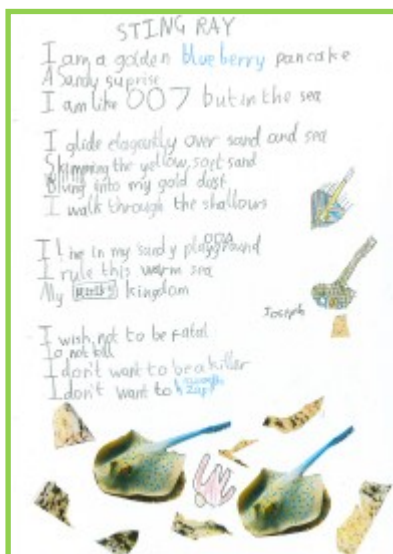 STING RAY
I am a golden blueberry pancake
A Sandy suprise
I am like 007 but in the sea
I glide elegantly over sand and sea
Skimming the yellow, soft sand
into my gold dust
I walk through the shallows
I live in my sandy playground
I rule this warm sea
My kingdom
Joseph
I wish not to be fatal
To not kill
I don't want to be a killer
I don't want to zap